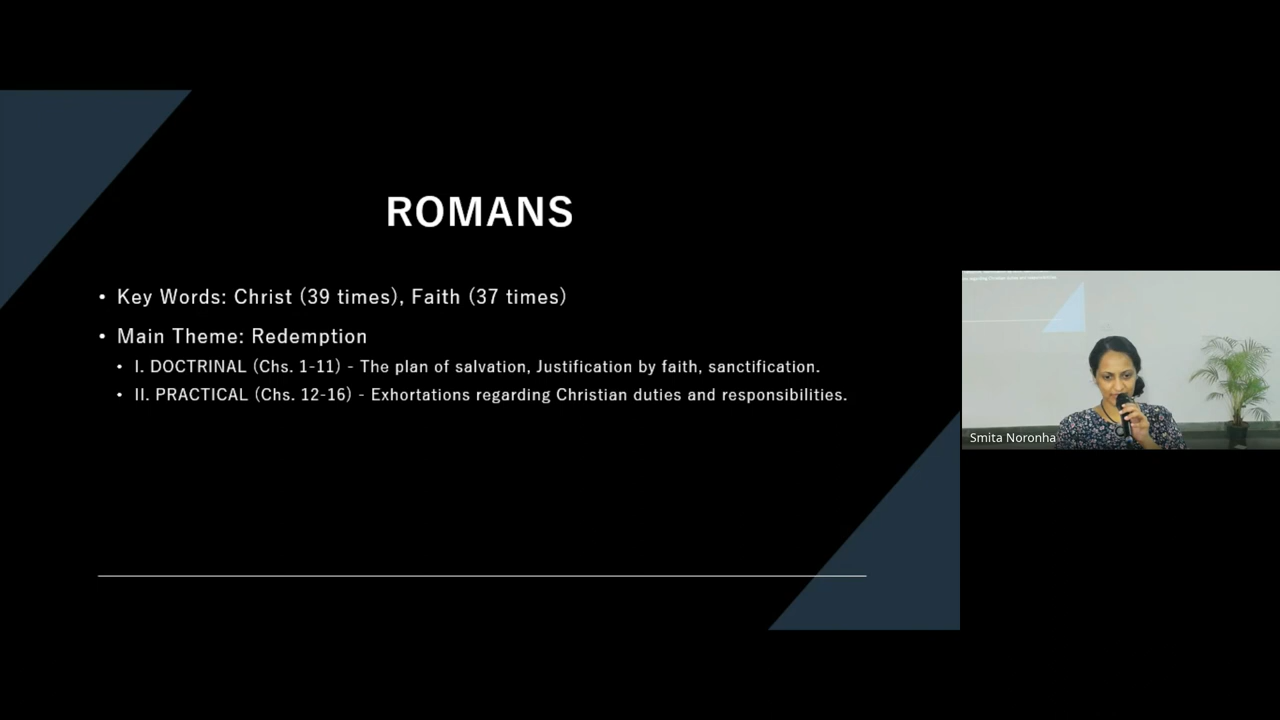 ROMANS
• Key Words: Christ (39 times), Faith (37 times)
• Main Theme: Redemption
• I. DOCTRINAL (Chs. 1-11) - The plan of salvation, Justification by faith, sanctification.
• II. PRACTICAL (Chs. 12-16) - Exhortations regarding Christian duties and responsibilities.
Smita Noronha